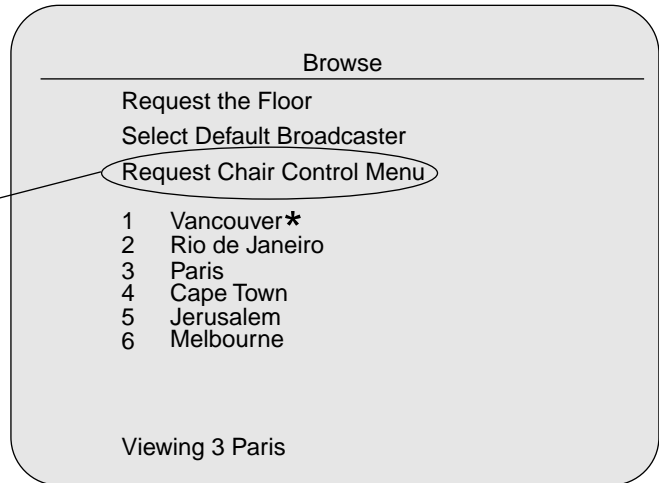 Browse
Request the Floor
Select Default Broadcaster
Request Chair Control Menu
1 Vancouver*
2 Rio de Janeiro
3 Paris
4 Cape Town
5 Jerusalem
6 Melbourne
Viewing 3 Paris